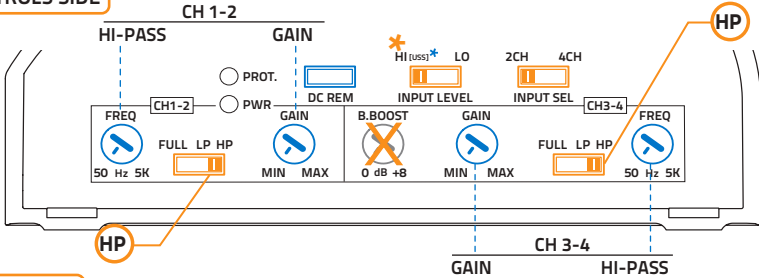 CH 1-2
HI-PASS GAIN
HP
HI [USS]* LO
2CH 4CH
PROT.
DC REM INPUT LEVEL INPUT SEL
CH1-2 PWR CH3-4
FREQ GAIN B.BOOST GAIN FREQ
FULL LP HP FULL LP HP
50 Hz 5K MIN MAX 0 dB +8 MIN MAX 50 Hz 5K
HP
CH 3-4
GAIN HI-PASS